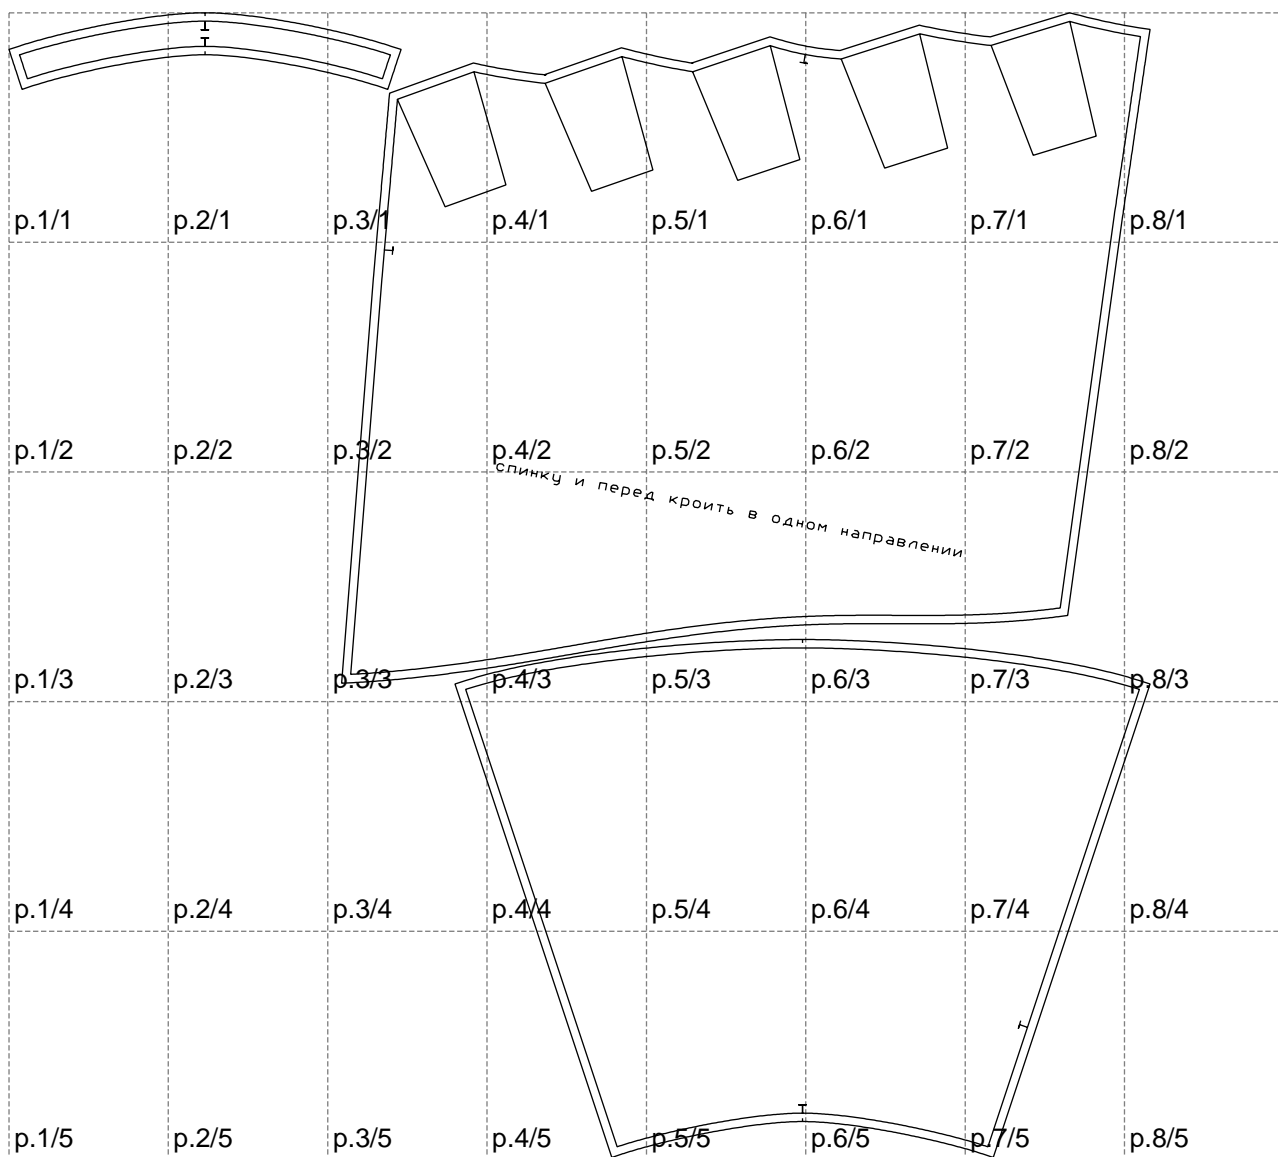 p.1/1 p.2/1 p.3/1 p.4/1 p.5/1 p.6/1 p.7/1 p.8/1
p.1/2 p.2/2 p.3/2 p.4/2 p.5/2 p.6/2 p.7/2 p.8/2
спинку и перед кроить в одном направлении
p.1/3 p.2/3 p.3/3 p.4/3 p.5/3 p.6/3 p.7/3 p.8/3
p.1/4 p.2/4 p.3/4 p.4/4 p.5/4 p.6/4 p.7/4 p.8/4
p.1/5 p.2/5 p.3/5 p.4/5 p.5/5 p.6/5 p.7/5 p.8/5